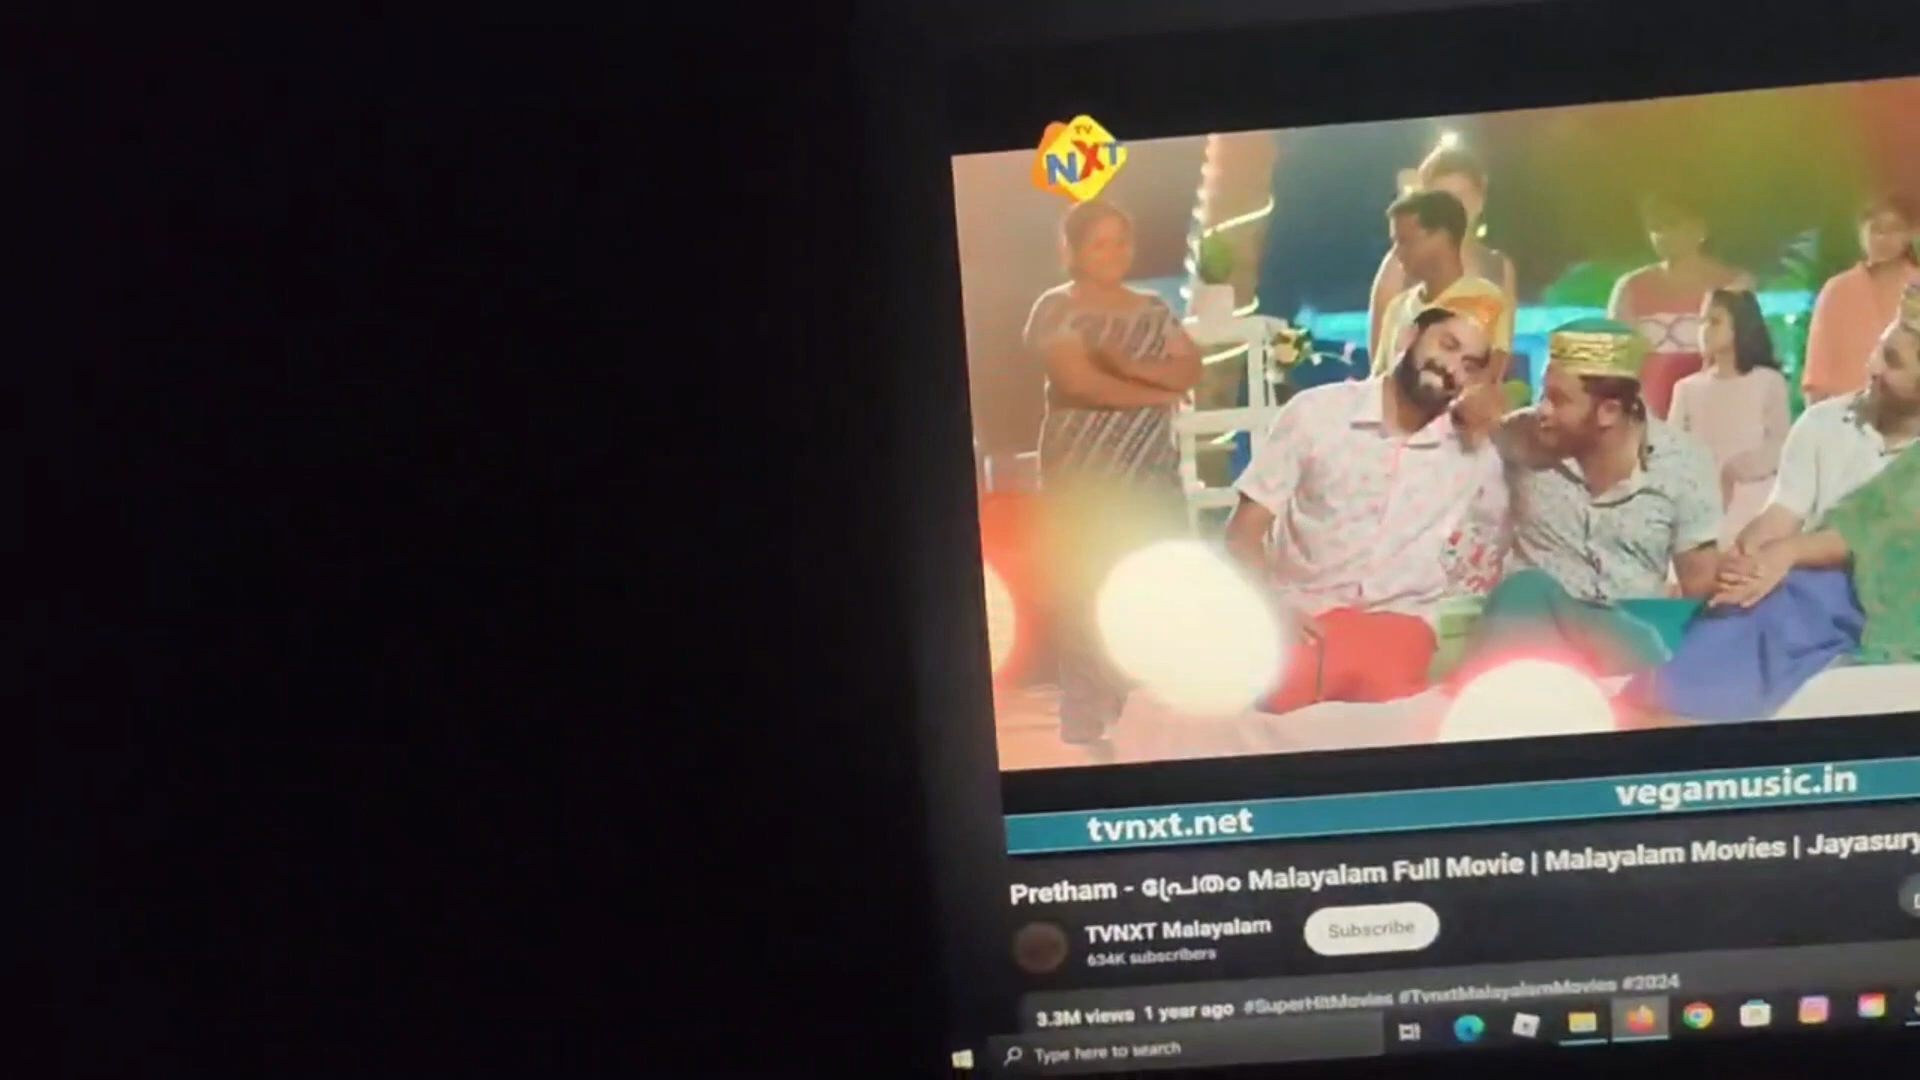 TV
NXT
tvnxt.net vegamusic.in
Pretham - പ്രേതം Malayalam Full Movie | Malayalam Movies | Jayasury
TVNXT Malayalam
634K subscribers
Subscribe
3.3M views 1 year ago #SuperHitMovies #TvnxtMalayalamMovies #2024
Type here to search